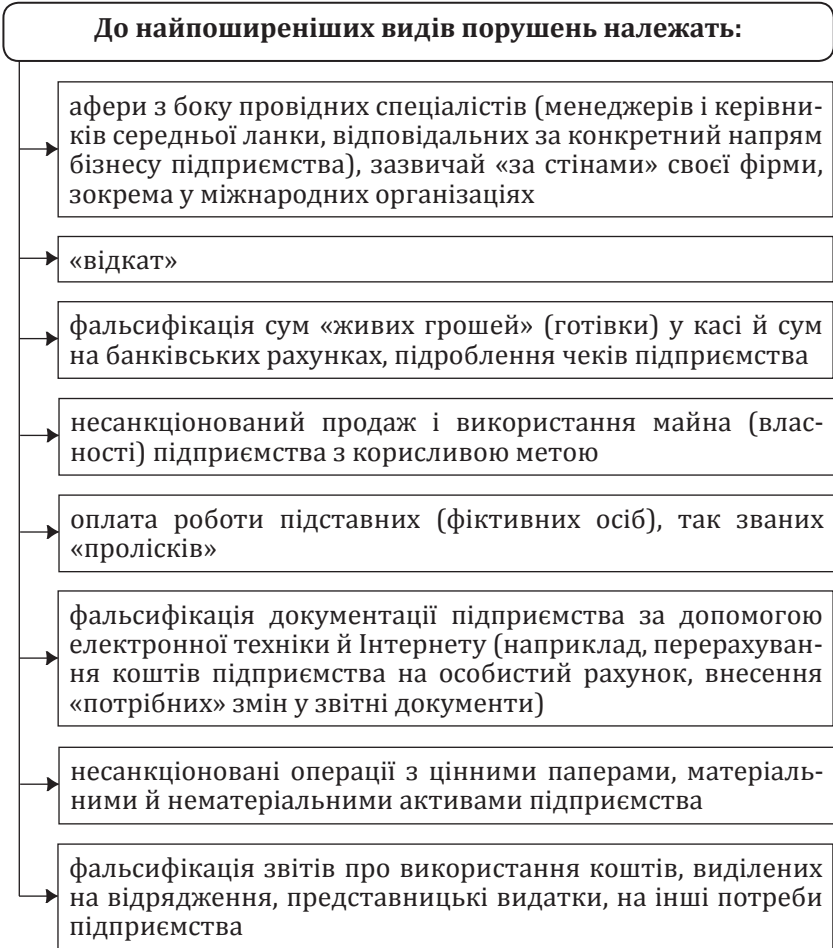 До найпоширеніших видів порушень належать:
афери з боку провідних спеціалістів (менеджерів і керівни-
ків середньої ланки, відповідальних за конкретний напрям
бізнесу підприємства), зазвичай «за стінами» своєї фірми,
зокрема у міжнародних організаціях
«відкат»
фальсифікація сум «живих грошей» (готівки) у касі й сум
на банківських рахунках, підроблення чеків підприємства
несанкціонований продаж і використання майна (влас-
ності) підприємства з корисливою метою
оплата роботи підставних (фіктивних осіб), так званих
«пролісків»
фальсифікація документації підприємства за допомогою
електронної техніки й Інтернету (наприклад, перерахуван-
ня коштів підприємства на особистий рахунок, внесення
«потрібних» змін у звітні документи)
несанкціоновані операції з цінними паперами, матеріаль-
ними й нематеріальними активами підприємства
фальсифікація звітів про використання коштів, виділених
на відрядження, представницькі видатки, на інші потреби
підприємства